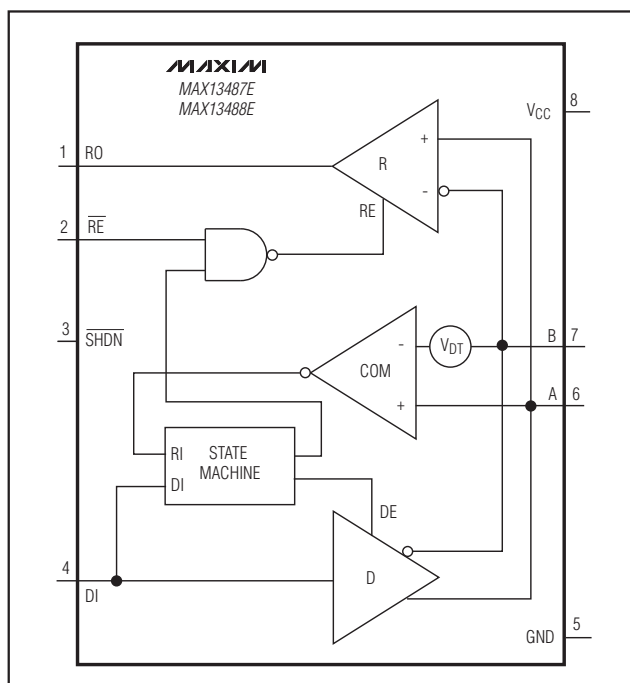 MAXIM
MAX13487E
MAX13488E
8
VCC
1 RO
R
+
-
RE
2 RE
3
SHDN
VDT
B 7
-
COM
+
A 6
RI STATE
DI MACHINE
DE
4
DI
D
5
GND